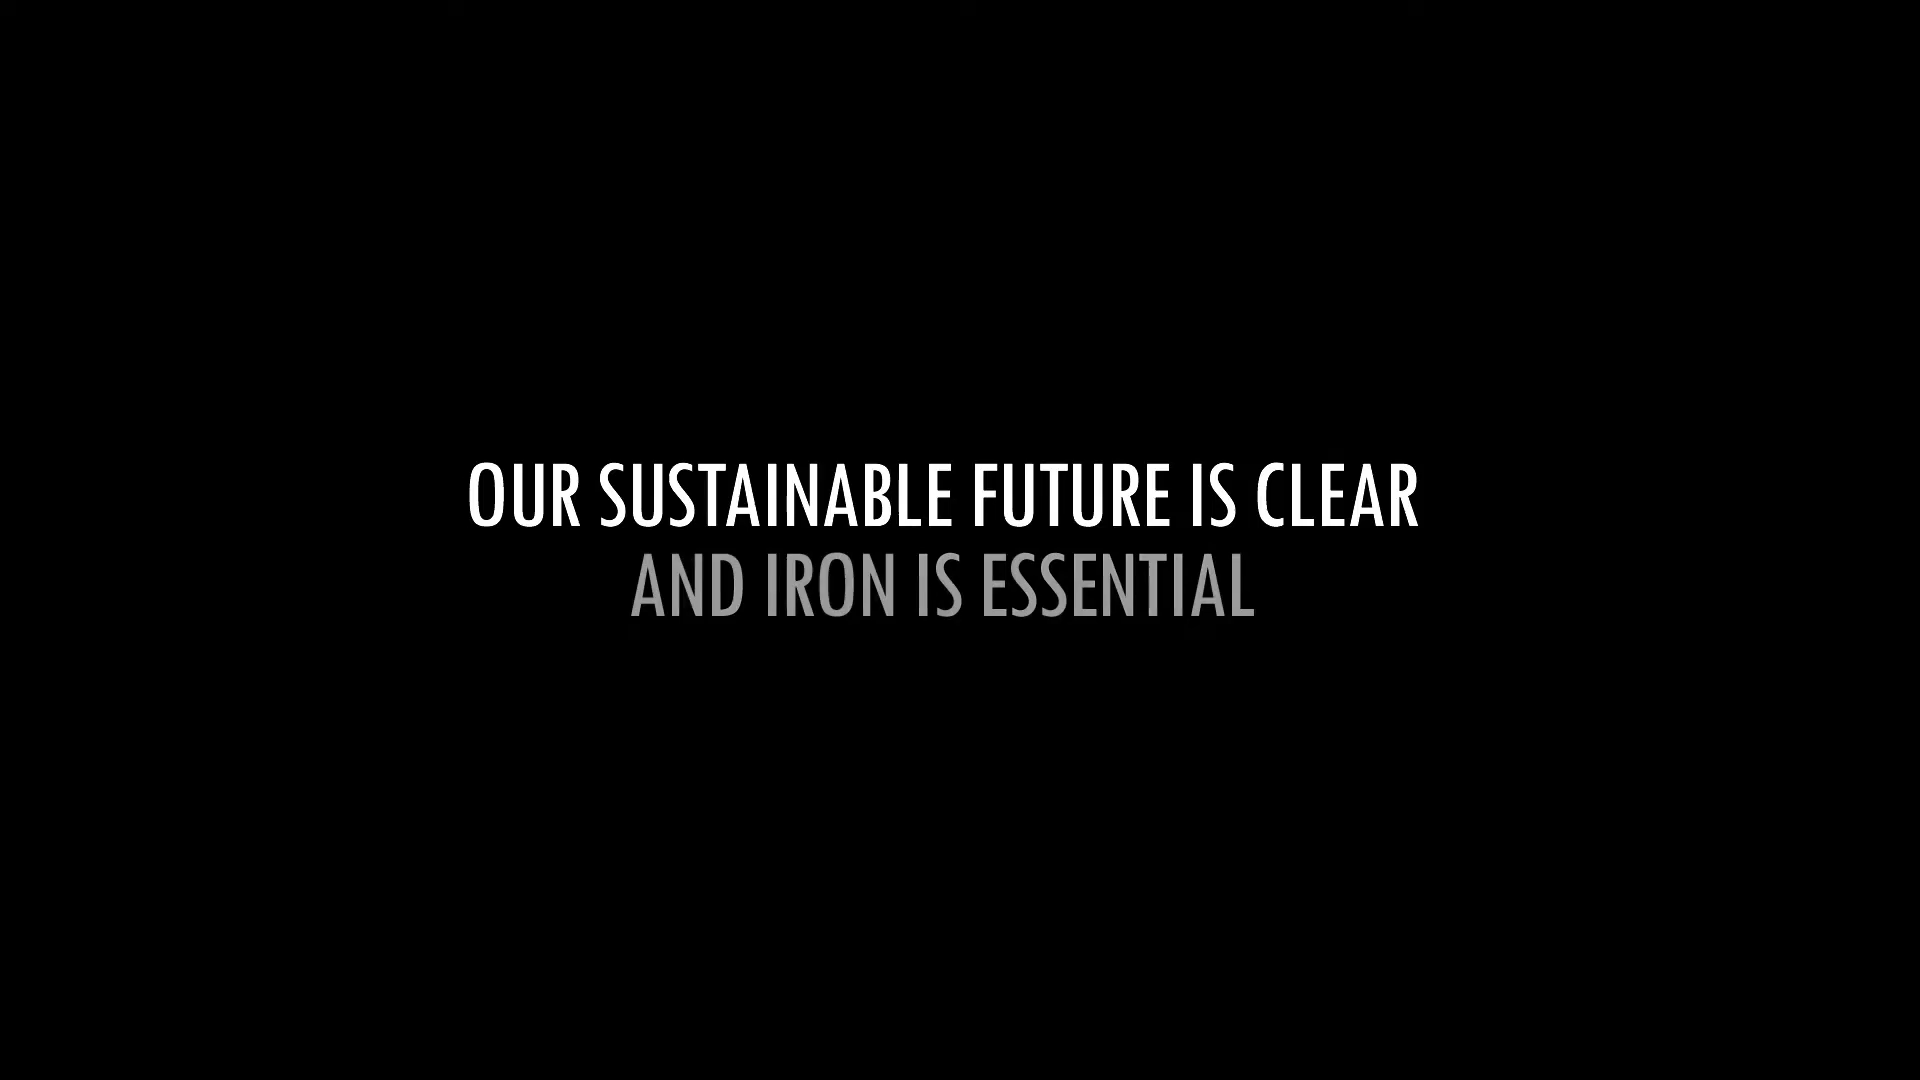 OUR SUSTAINABLE FUTURE IS CLEAR
AND IRON IS ESSENTIAL